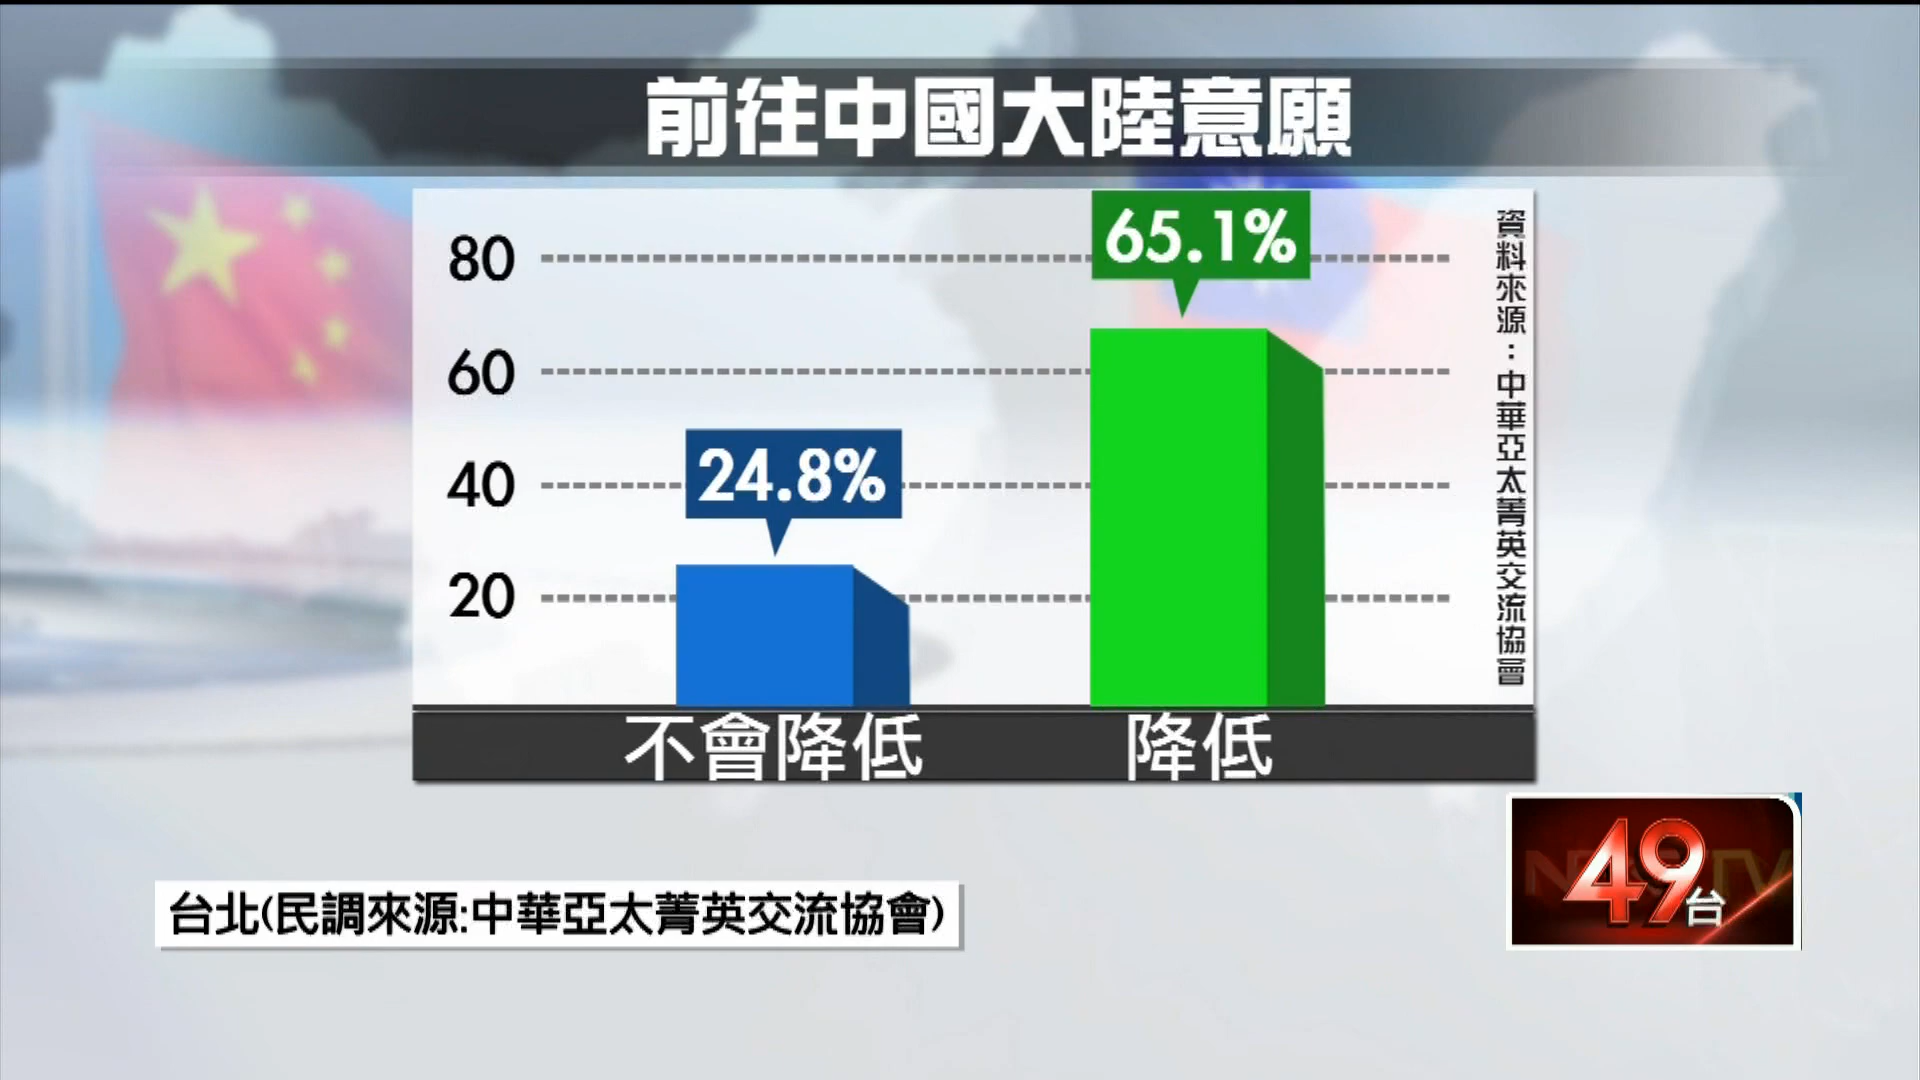 前往中國大陸意願
80
65.1%
60
40
24.8%
20
不會降低
降低
資料來源：中華亞太菁英交流協會
台北(民調來源:中華亞太菁英交流協會)
49台